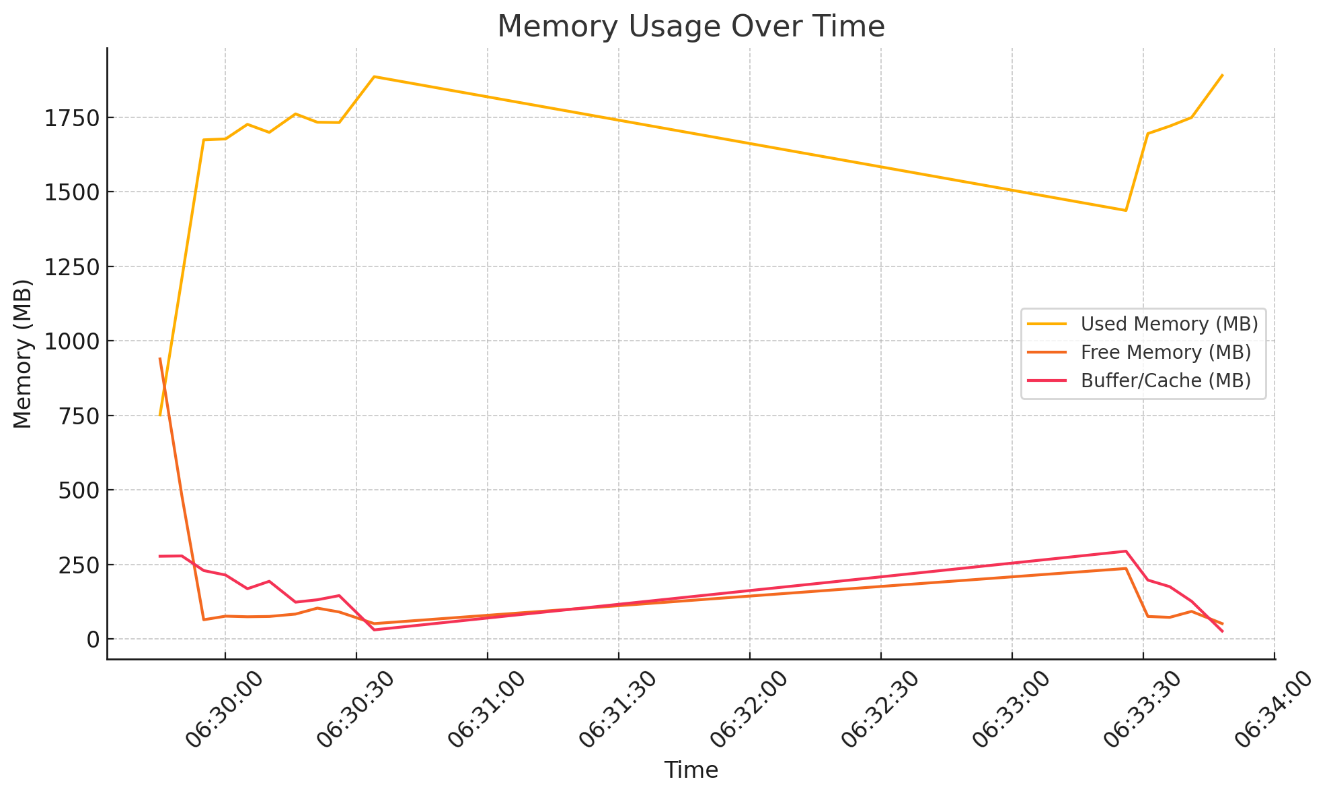 Memory Usage Over Time
Memory (MB)
1750
1500
1250
1000
750
500
250
0
Used Memory (MB)
Free Memory (MB)
Buffer/Cache (MB)
06:30:00
06:30:30
06:31:00
06:31:30
06:32:00
06:32:30
06:33:00
06:33:30
06:34:00
Time